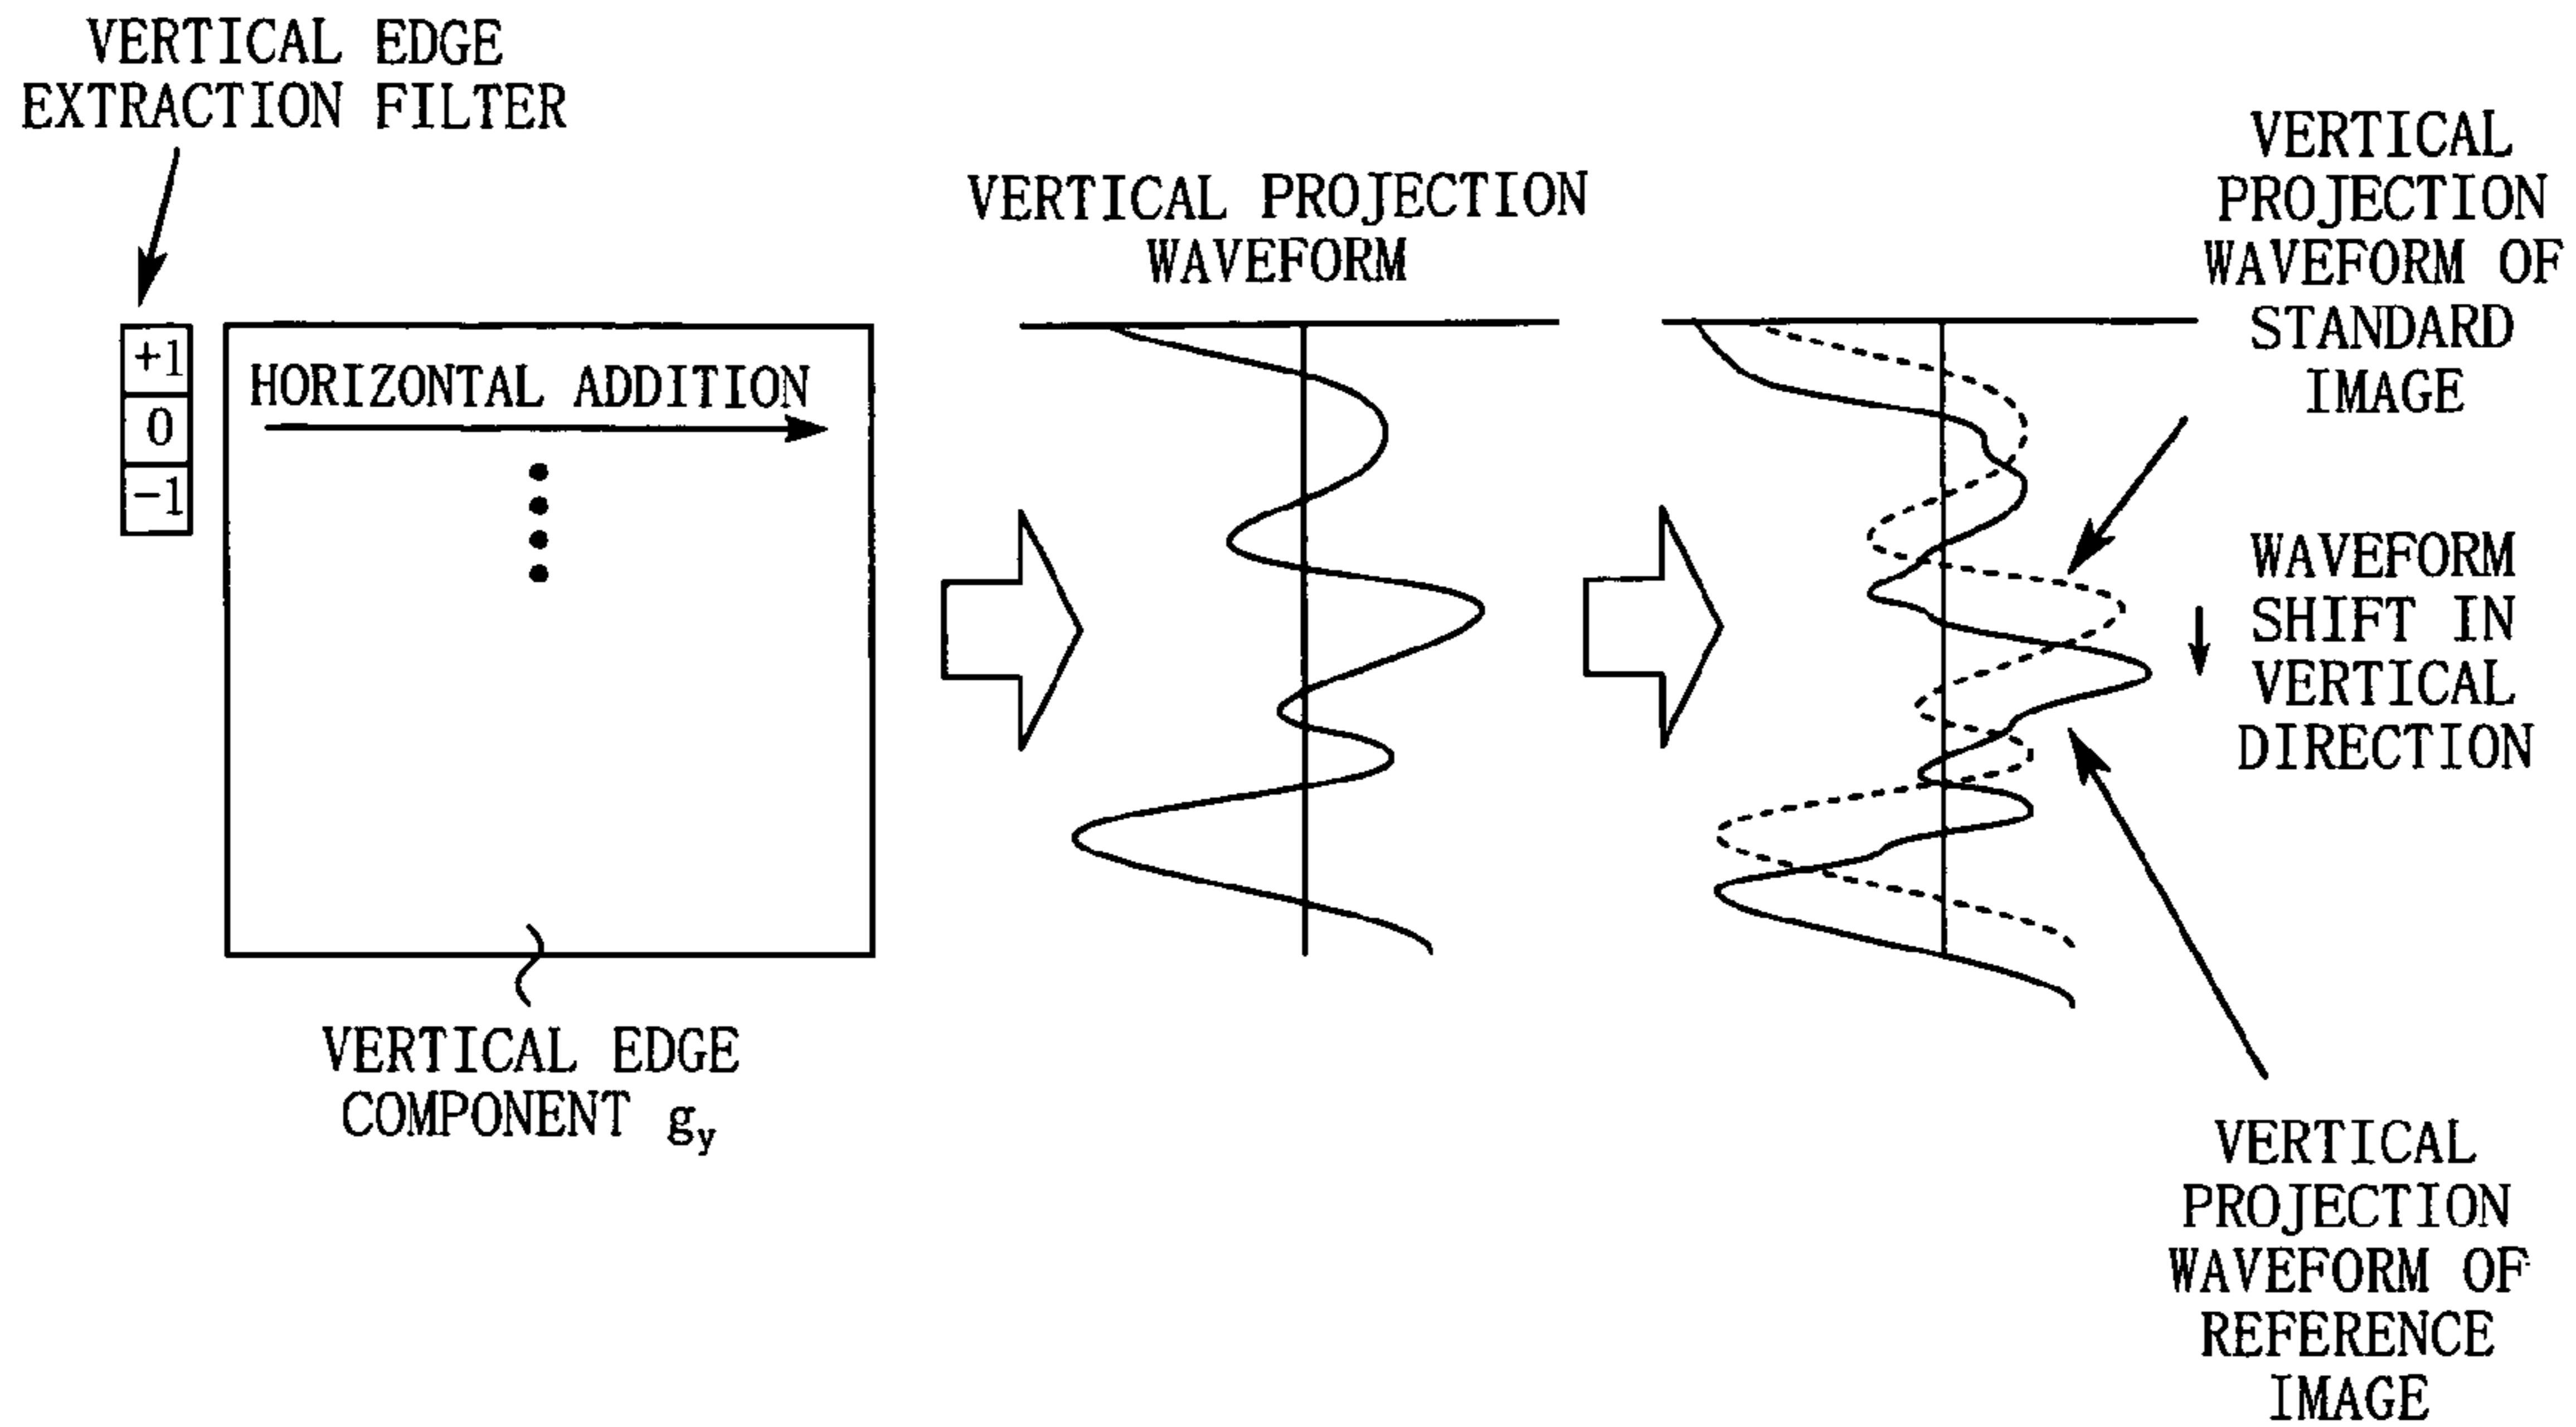 VERTICAL EDGE
EXTRACTION FILTER
+1
0
-1
HORIZONTAL ADDITION
VERTICAL EDGE
COMPONENT gy
VERTICAL PROJECTION
WAVEFORM
VERTICAL
PROJECTION
WAVEFORM OF
STANDARD
IMAGE
WAVEFORM
SHIFT IN
VERTICAL
DIRECTION
VERTICAL
PROJECTION
WAVEFORM OF
REFERENCE
IMAGE